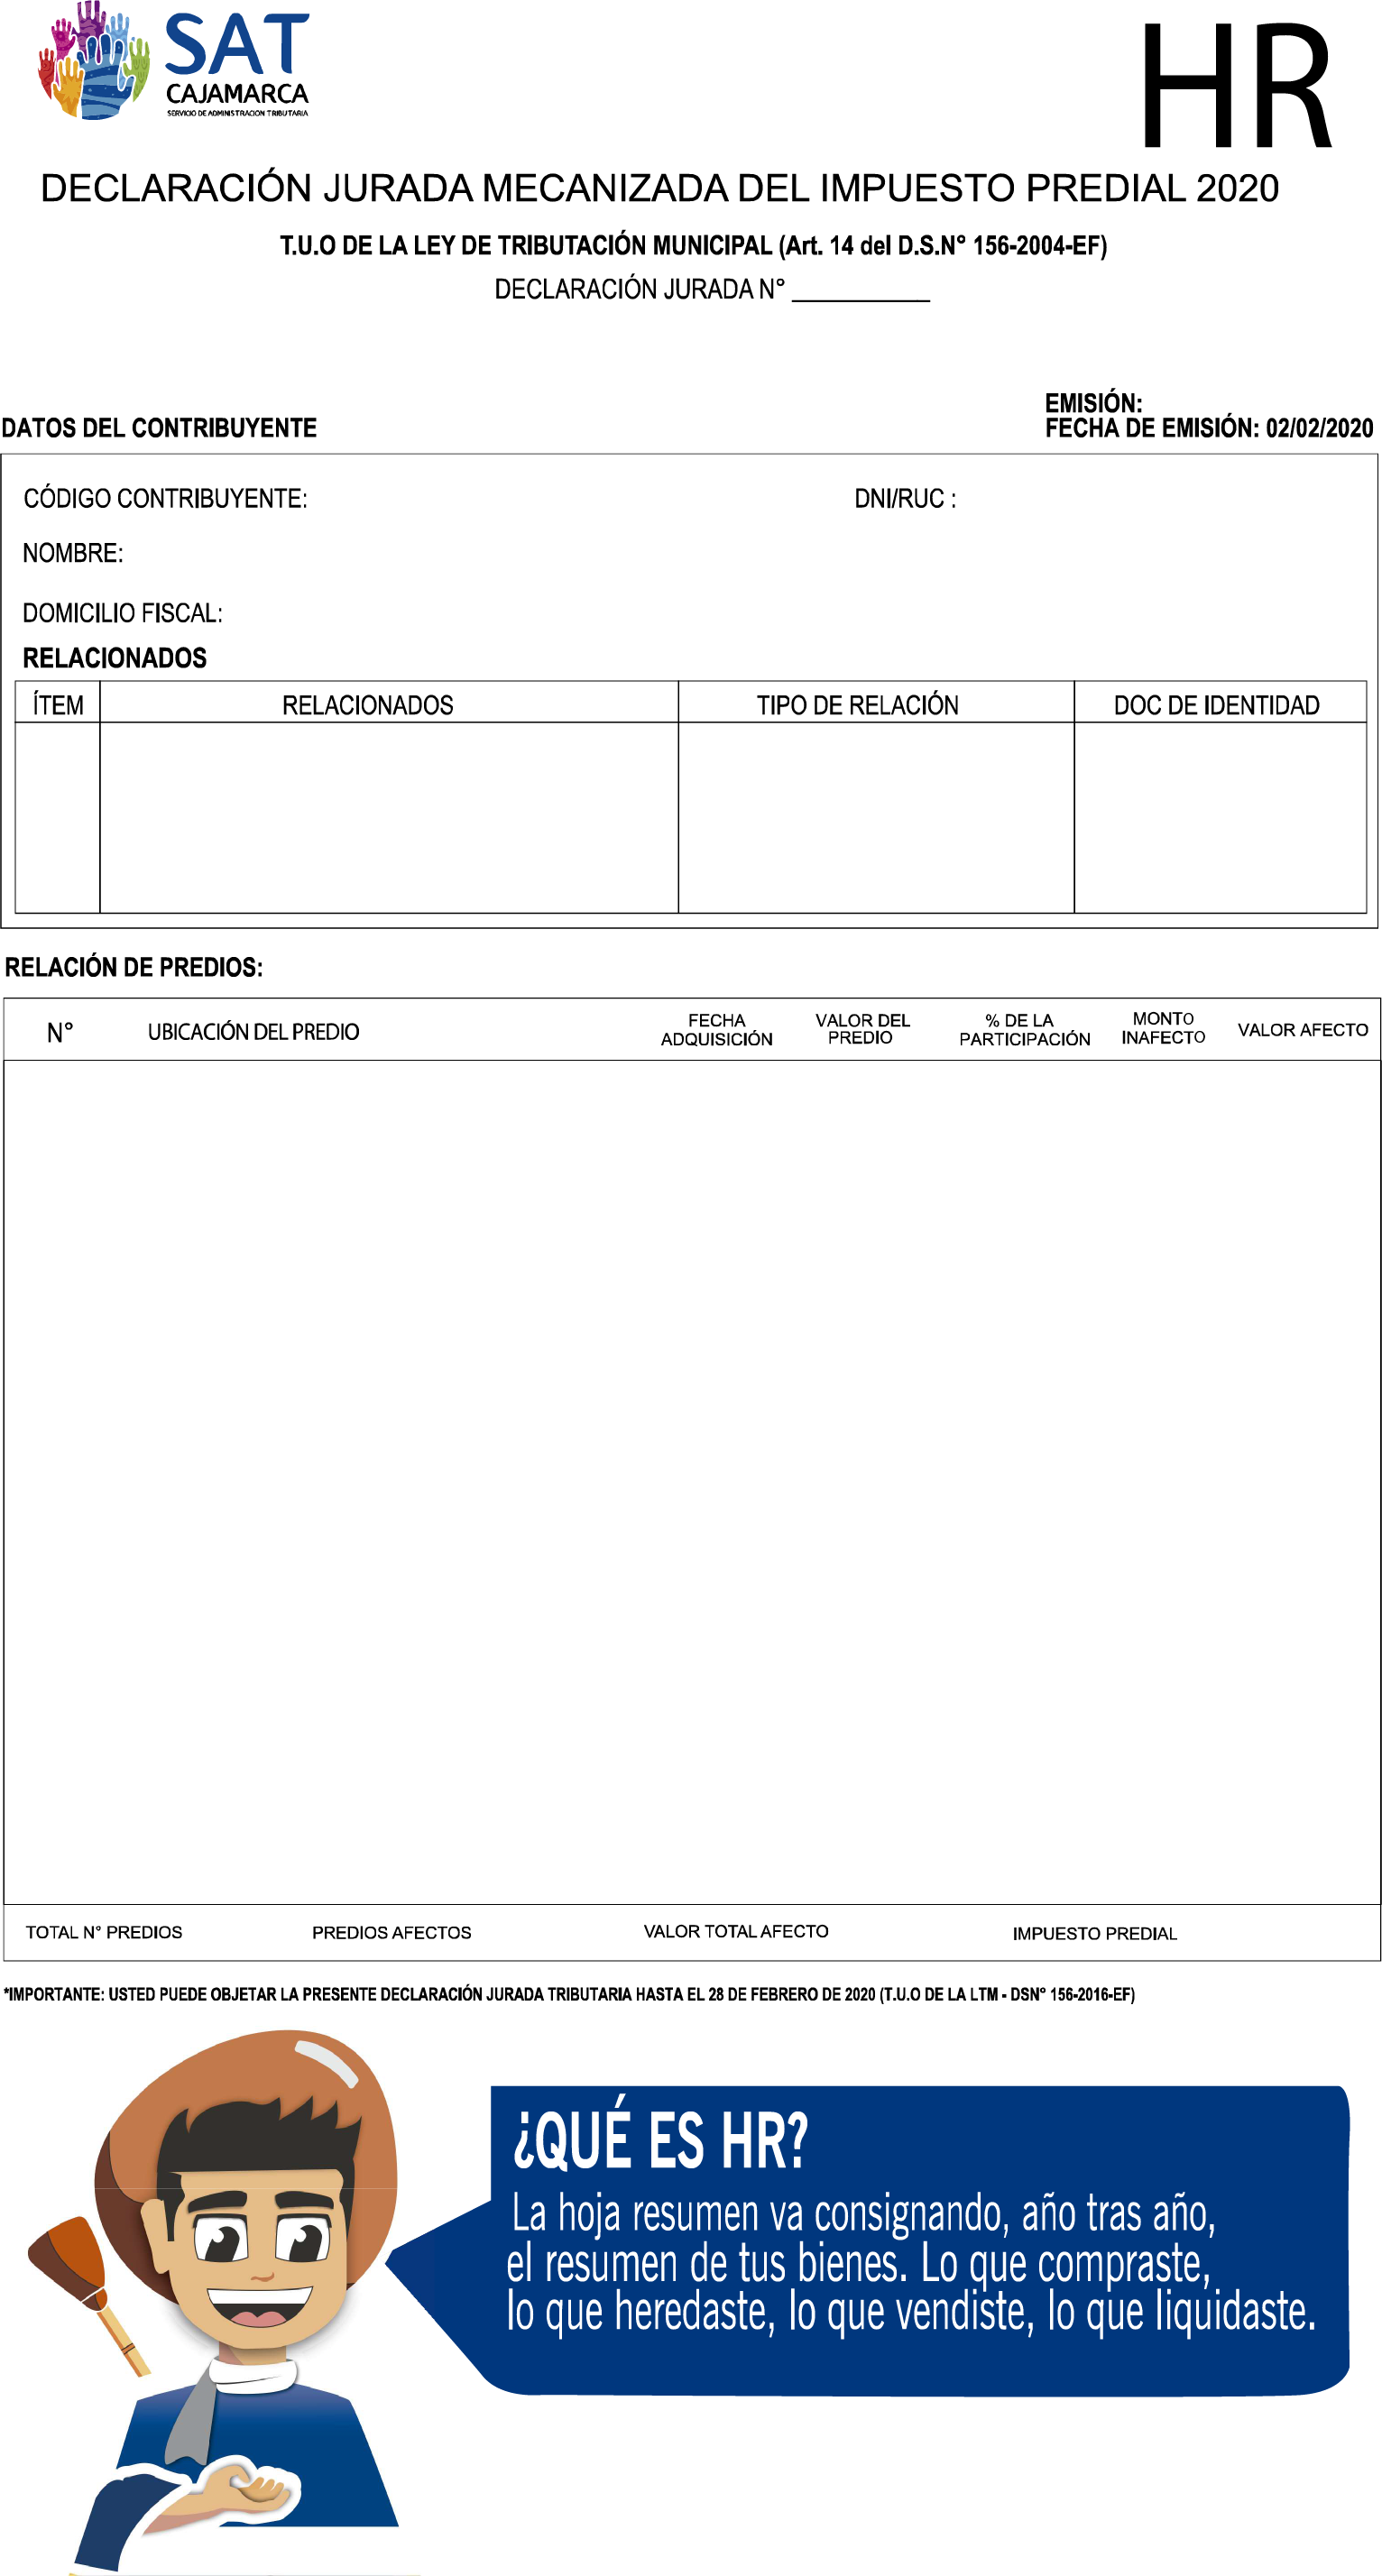 SAT
CAJAMARCA
SERVICIO DE ADMINISTRACION TRIBUTARIA
HR
DECLARACIÓN JURADA MECANIZADA DEL IMPUESTO PREDIAL 2020
T.U.O DE LA LEY DE TRIBUTACIÓN MUNICIPAL (Art. 14 del D.S.N° 156-2004-EF)
DECLARACIÓN JURADA N° __________
EMISIÓN:
DATOS DEL CONTRIBUYENTE FECHA DE EMISIÓN: 02/02/2020
CÓDIGO CONTRIBUYENTE: DNI/RUC :
NOMBRE:
DOMICILIO FISCAL:
RELACIONADOS
ÍTEM RELACIONADOS TIPO DE RELACIÓN DOC DE IDENTIDAD
RELACIÓN DE PREDIOS:
N° UBICACIÓN DEL PREDIO FECHA ADQUISICIÓN VALOR DEL PREDIO % DE LA PARTICIPACIÓN MONTO INAFECTO VALOR AFECTO
TOTAL N° PREDIOS PREDIOS AFECTOS VALOR TOTAL AFECTO IMPUESTO PREDIAL
*IMPORTANTE: USTED PUEDE OBJETAR LA PRESENTE DECLARACIÓN JURADA TRIBUTARIA HASTA EL 28 DE FEBRERO DE 2020 (T.U.O DE LA LTM - DSN° 156-2016-EF)
¿QUÉ ES HR?
La hoja resumen va consignando, año tras año,
el resumen de tus bienes. Lo que compraste,
lo que heredaste, lo que vendiste, lo que liquidaste.